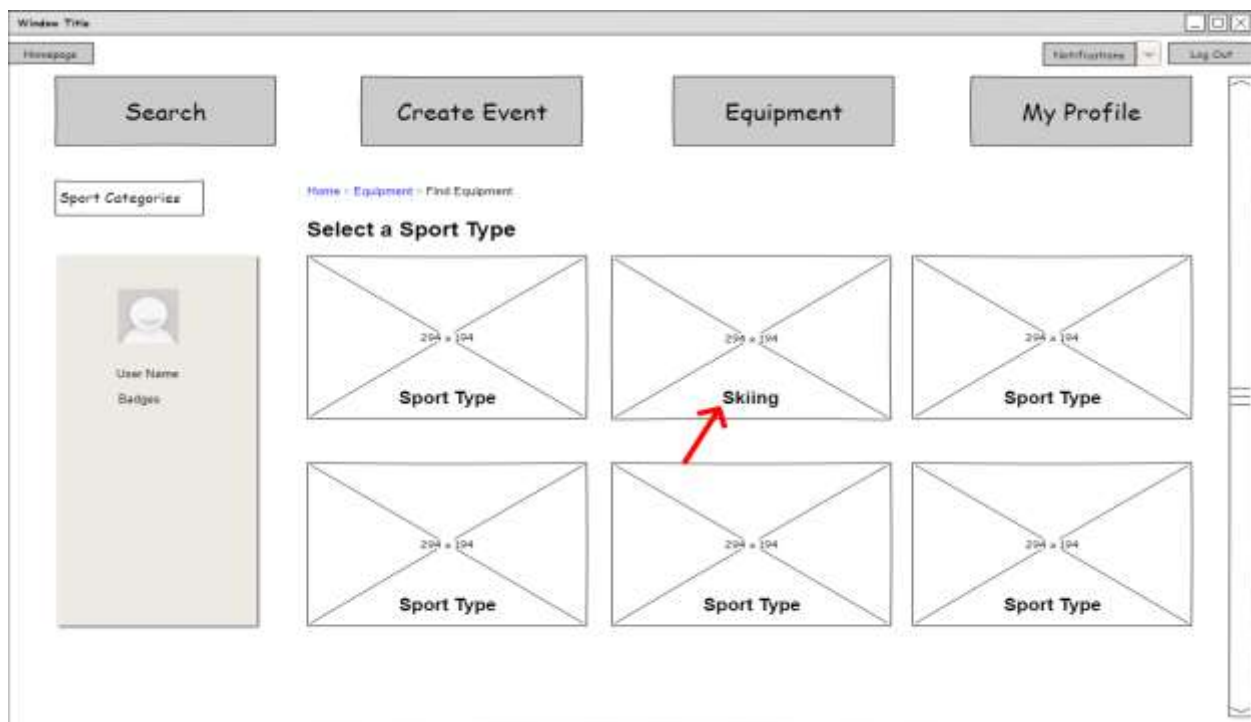 Window Title
Homepage
Notifications
Log Out
Search
Create Event
Equipment
My Profile
Sport Categories
Home > Equipment > Find Equipment
Select a Sport Type
User Name
Badges
294 x 194
Sport Type
294 x 194
Skiing
294 x 194
Sport Type
294 x 194
Sport Type
294 x 194
Sport Type
294 x 194
Sport Type